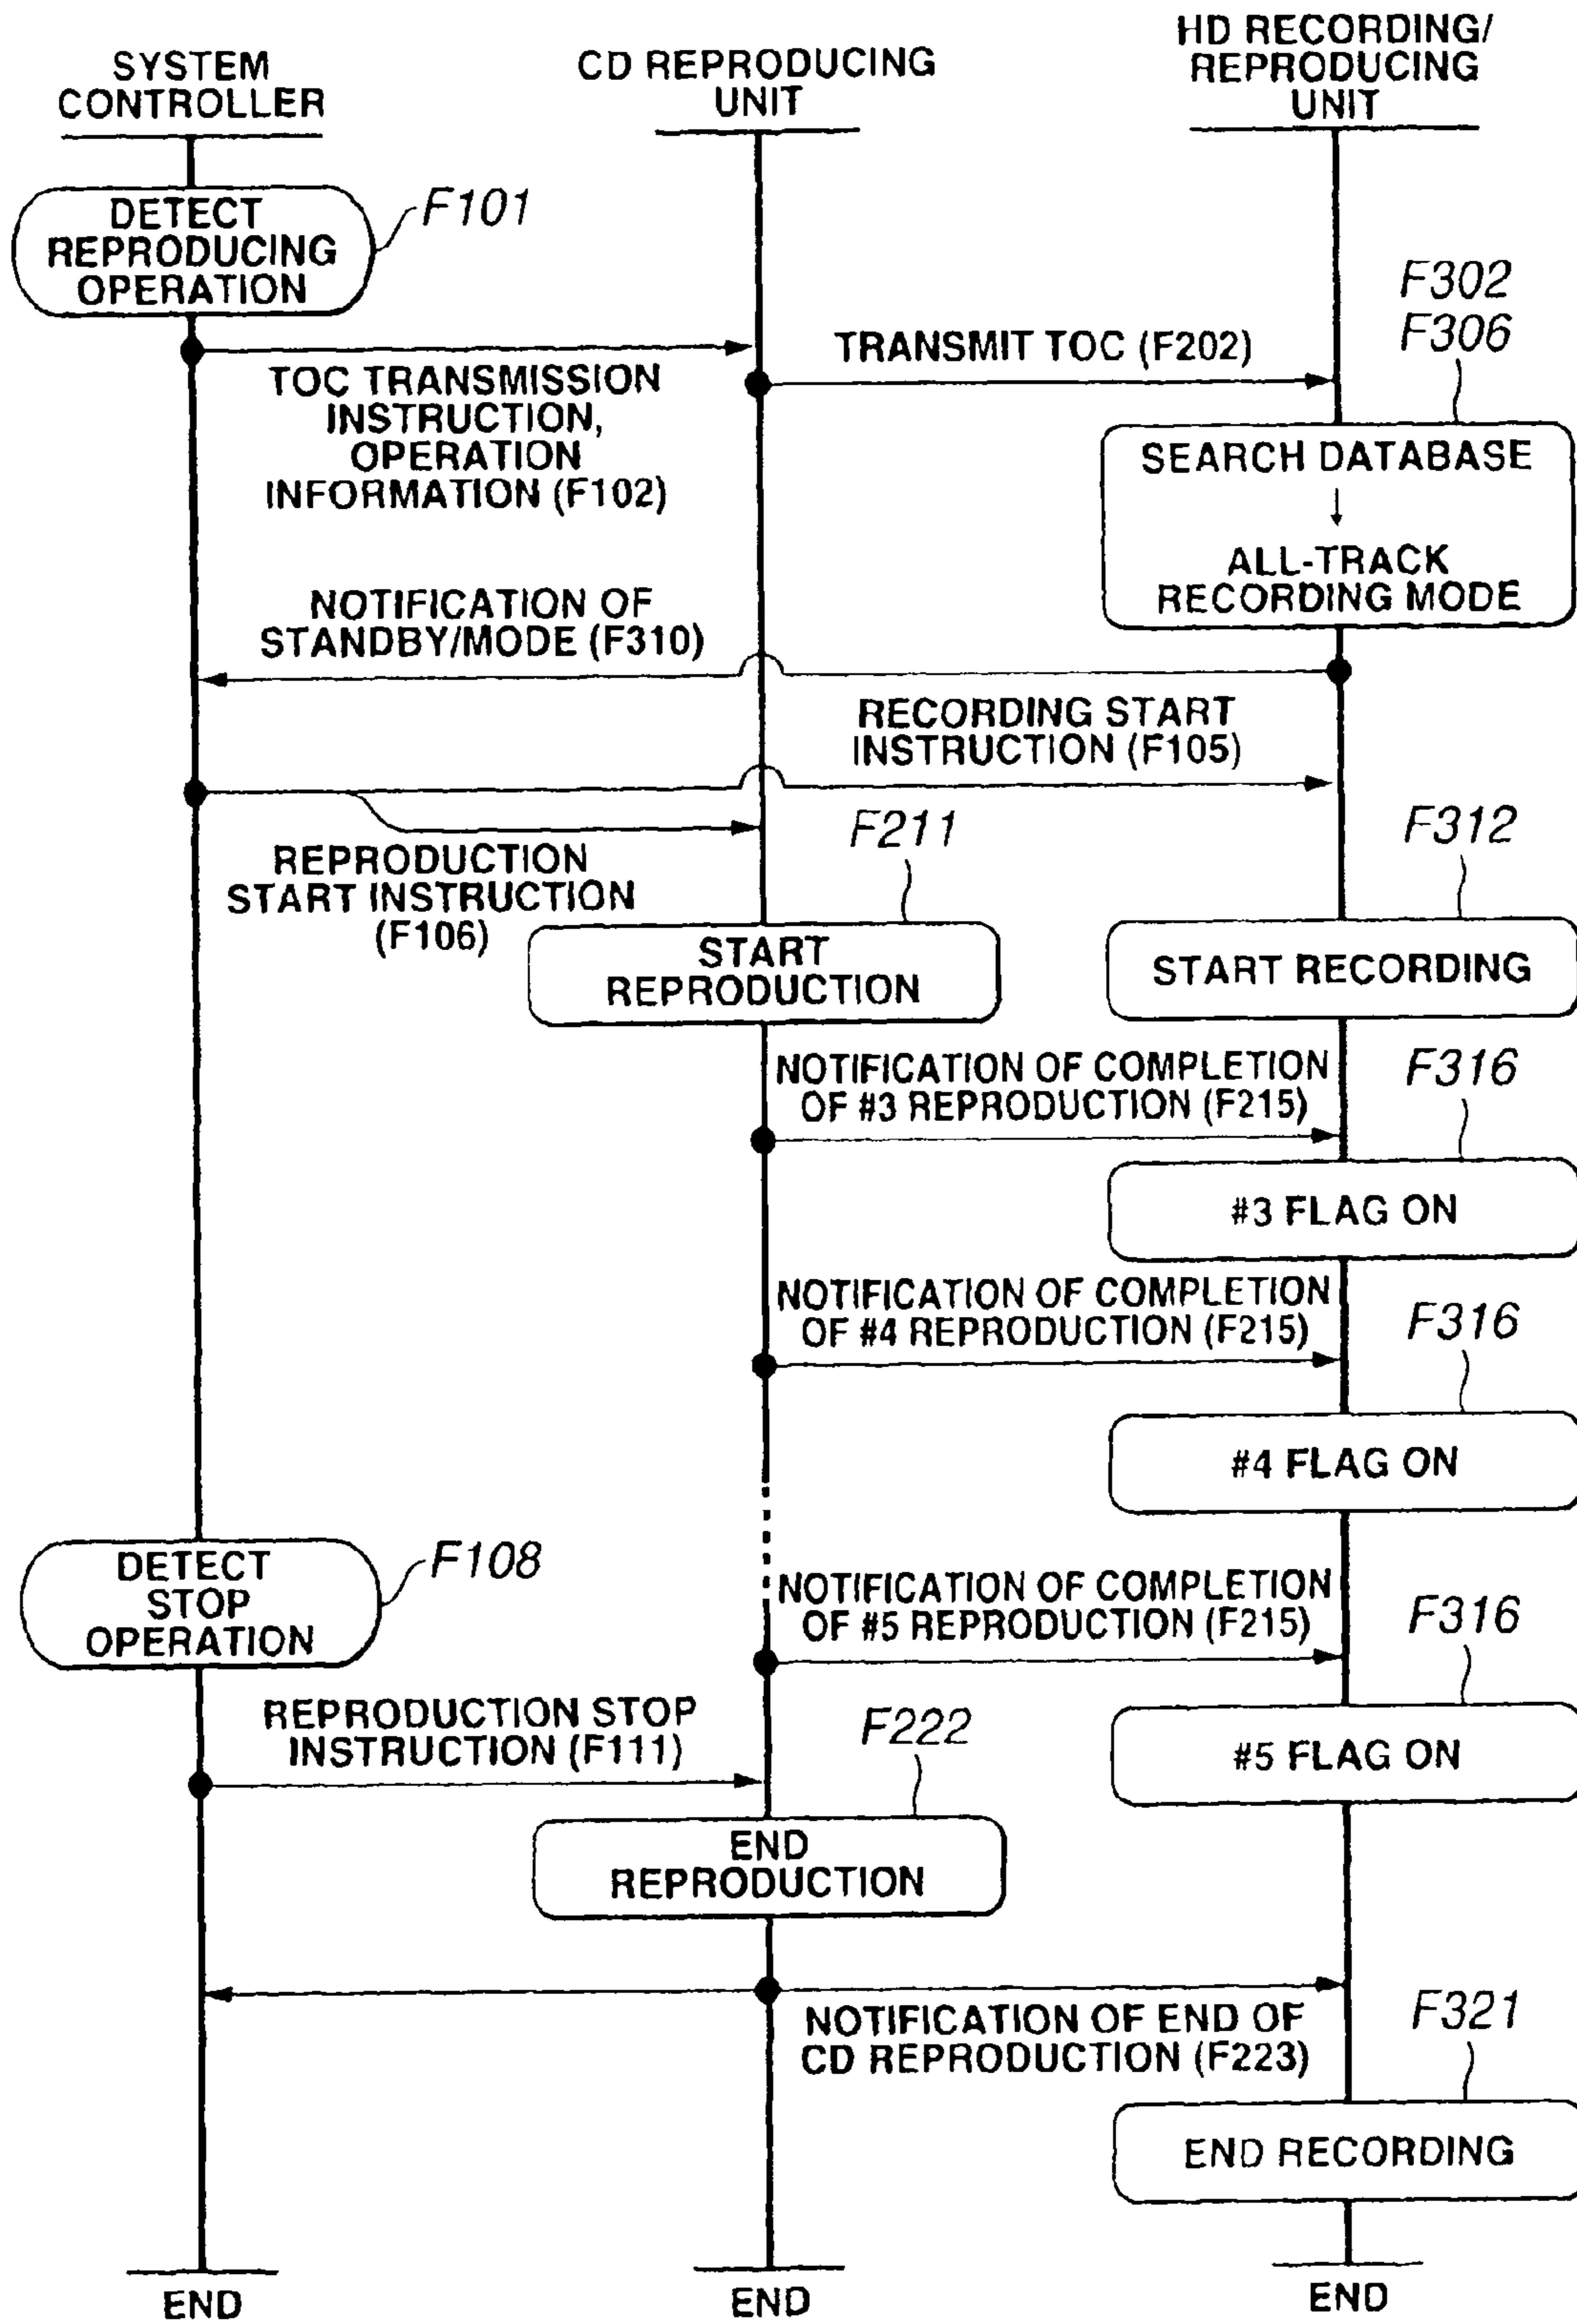 SYSTEM
CONTROLLER
CD REPRODUCING
UNIT
HD RECORDING/
REPRODUCING
UNIT
DETECT
REPRODUCING
OPERATION
F101
F302
F306
TRANSMIT TOC (F202)
TOC TRANSMISSION
INSTRUCTION,
OPERATION
INFORMATION (F102)
SEARCH DATABASE
ALL-TRACK
RECORDING MODE
NOTIFICATION OF
STANDBY/MODE (F310)
RECORDING START
INSTRUCTION (F105)
REPRODUCTION
START INSTRUCTION
(F106)
F211
F312
START
REPRODUCTION
START RECORDING
NOTIFICATION OF COMPLETION
OF #3 REPRODUCTION (F215)
F316
#3 FLAG ON
NOTIFICATION OF COMPLETION
OF #4 REPRODUCTION (F215)
F316
#4 FLAG ON
DETECT
STOP
OPERATION
F108
NOTIFICATION OF COMPLETION
OF #5 REPRODUCTION (F215)
F316
REPRODUCTION STOP
INSTRUCTION (F111)
F222
#5 FLAG ON
END
REPRODUCTION
NOTIFICATION OF END OF
CD REPRODUCTION (F223)
F321
END RECORDING
END
END
END